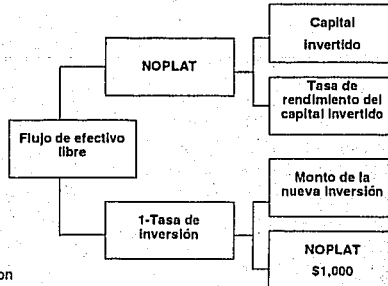 Capital
invertido
NOPLAT
Tasa de
rendimiento del
capital invertido
Flujo de efectivo
libre
Monto de la
nueva inversión
1-Tasa de
inversión
NOPLAT
$1,000
on